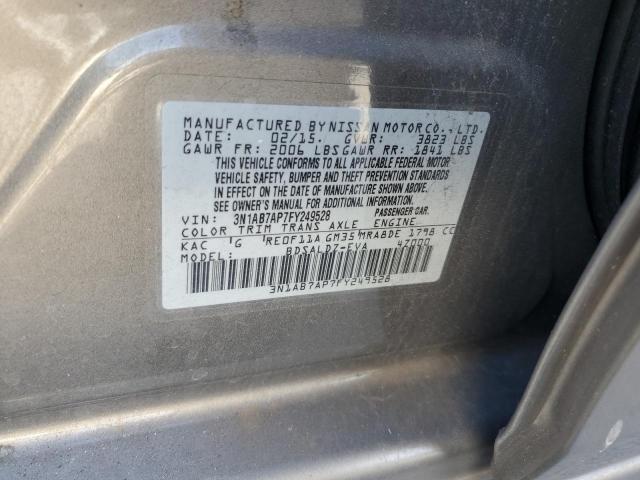 MANUFACTURED BY NISSAN MOTOR CO., LTD.
DATE: 02/15. GVWR: 3823 LBS
GAWR FR: 2006 LBS GAWR RR: 1841 LBS
THIS VEHICLE CONFORMS TO ALL APPLICABLE FEDERAL MOTOR
VEHICLE SAFETY, BUMPER AND THEFT PREVENTION STANDARDS
IN EFFECT ON THE DATE OF MANUFACTURE SHOWN ABOVE.
SEE OWNER'S MANUAL FOR ADDITIONAL INFORMATION
VIN: 3N1AB7AP7FY249528 PASSENGER CAR
COLOR TRIM TRANS AXLE ENGINE
KAC G RE0F11A GM35 MRA8DE 1798 CC
BDSALDZ-EVA 47000
3N1AB7AP7FY249528